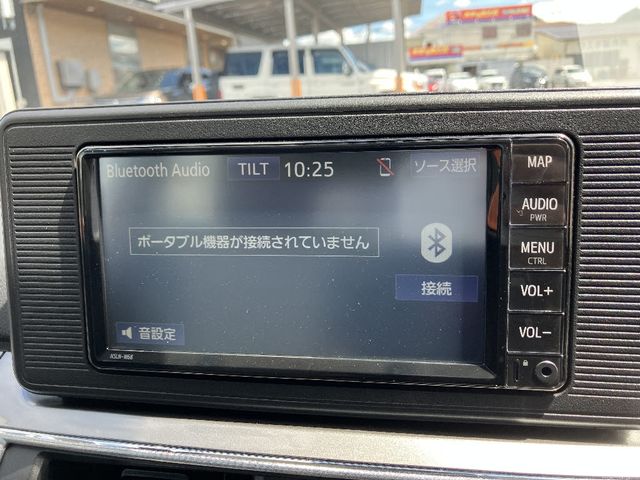 Bluetooth Audio TILT 10:25 ソース選択
ポータブル機器が接続されていません
接続
音設定
MAP
AUDIO
PWR
MENU
CTRL
VOL+
VOL-